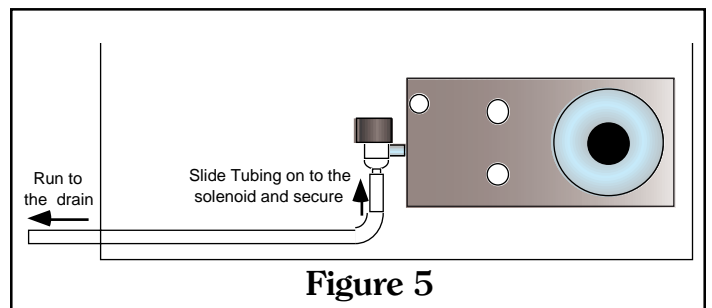 Run to
the drain
Slide Tubing on to the
solenoid and secure
Figure 5